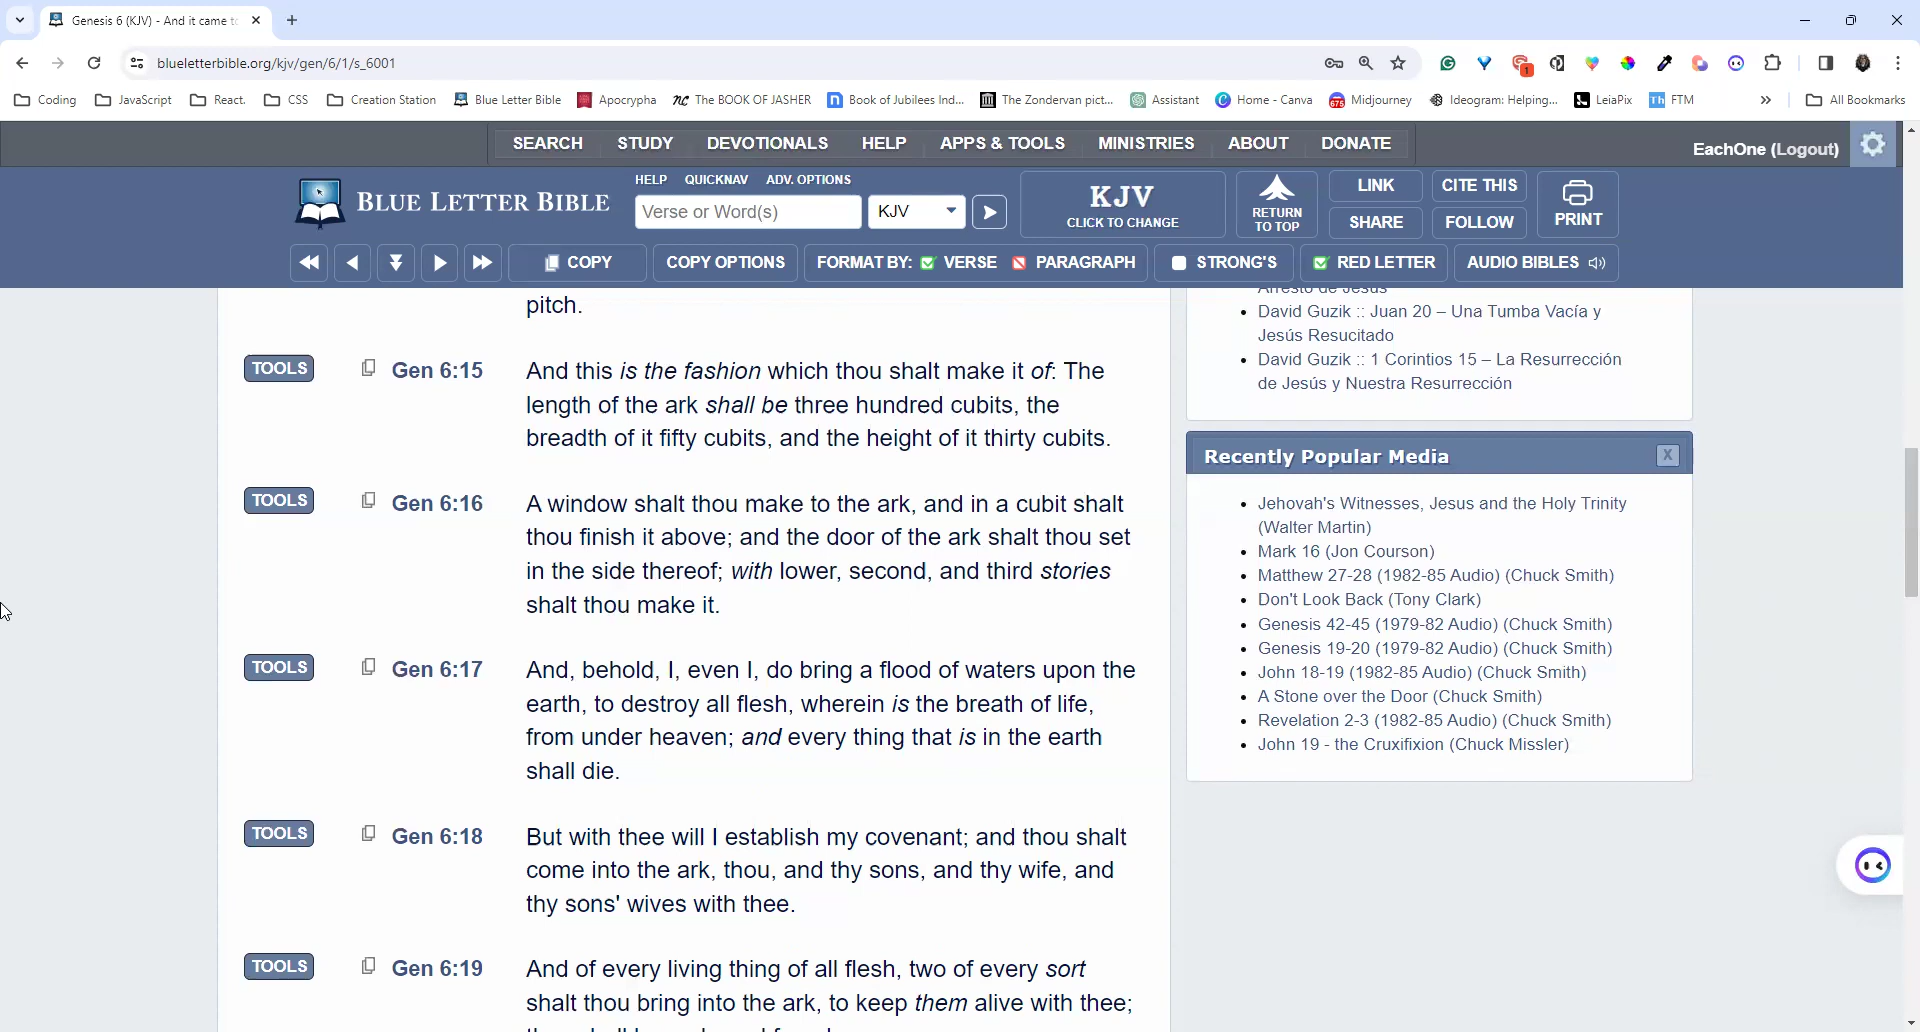 Genesis 6 (KJV) - And it came to
blueletterbible.org/kjv/gen/6/1/s_6001
1
Coding JavaScript React. CSS Creation Station Blue Letter Bible Apocrypha The BOOK OF JASHER Book of Jubilees Ind... The Zondervan pict... Assistant Home - Canva Midjourney Ideogram: Helping... LeiaPix FTM » All Bookmarks
SEARCH STUDY DEVOTIONALS HELP APPS & TOOLS MINISTRIES ABOUT DONATE
EachOne (Logout)
BLUE LETTER BIBLE
HELP QUICKNAV ADV. OPTIONS
Verse or Word(s) KJV
KJV
CLICK TO CHANGE
RETURN
TO TOP
LINK CITE THIS
SHARE FOLLOW
PRINT
COPY COPY OPTIONS FORMAT BY: VERSE PARAGRAPH STRONG'S RED LETTER AUDIO BIBLES
pitch.
TOOLS Gen 6:15 And this is the fashion which thou shalt make it of: The
length of the ark shall be three hundred cubits, the
breadth of it fifty cubits, and the height of it thirty cubits.
TOOLS Gen 6:16 A window shalt thou make to the ark, and in a cubit shalt
thou finish it above; and the door of the ark shalt thou set
in the side thereof; with lower, second, and third stories
shalt thou make it.
TOOLS Gen 6:17 And, behold, I, even I, do bring a flood of waters upon the
earth, to destroy all flesh, wherein is the breath of life,
from under heaven; and every thing that is in the earth
shall die.
TOOLS Gen 6:18 But with thee will I establish my covenant; and thou shalt
come into the ark, thou, and thy sons, and thy wife, and
thy sons' wives with thee.
TOOLS Gen 6:19 And of every living thing of all flesh, two of every sort
shalt thou bring into the ark, to keep them alive with thee;
Arresto de Jesús
David Guzik :: Juan 20 – Una Tumba Vacía y
Jesús Resucitado
David Guzik :: 1 Corintios 15 – La Resurrección
de Jesús y Nuestra Resurrección
Recently Popular Media
X
Jehovah's Witnesses, Jesus and the Holy Trinity
(Walter Martin)
Mark 16 (Jon Courson)
Matthew 27-28 (1982-85 Audio) (Chuck Smith)
Don't Look Back (Tony Clark)
Genesis 42-45 (1979-82 Audio) (Chuck Smith)
Genesis 19-20 (1979-82 Audio) (Chuck Smith)
John 18-19 (1982-85 Audio) (Chuck Smith)
A Stone over the Door (Chuck Smith)
Revelation 2-3 (1982-85 Audio) (Chuck Smith)
John 19 - the Cruxifixion (Chuck Missler)